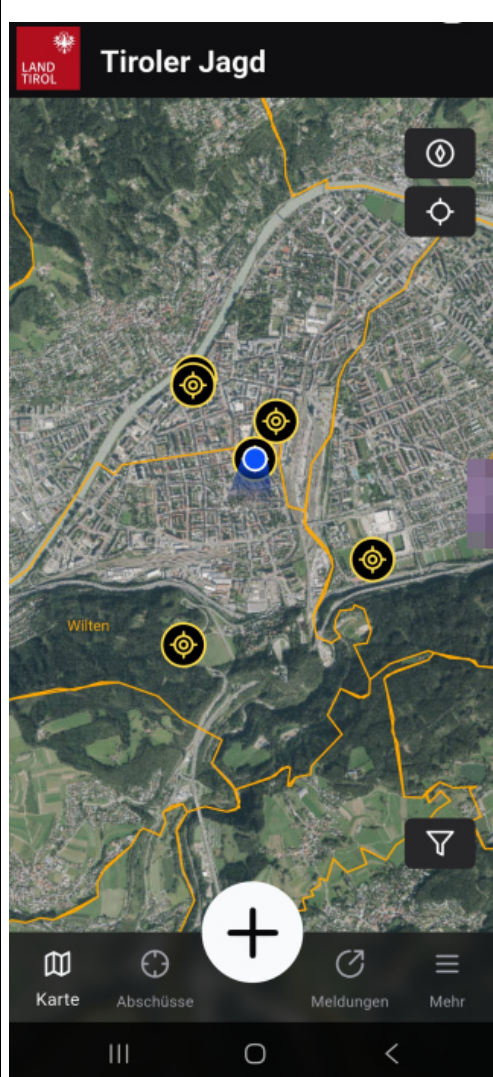 LAND
TIROL
Tiroler Jagd
Wilten
Karte
Abschüsse
Meldungen
Mehr